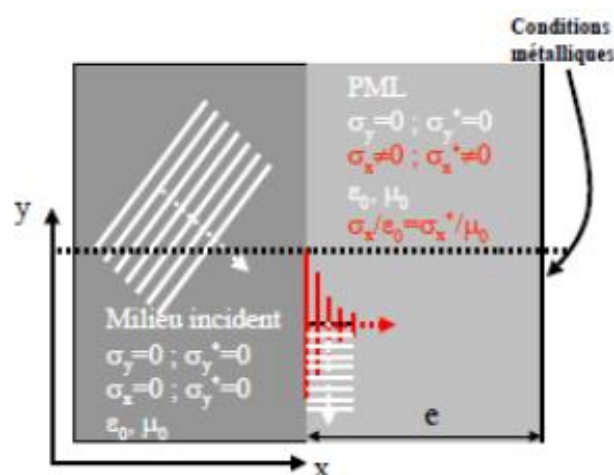 Conditions
métalliques
PML
σy=0 ; σy*=0
σx≠0 ; σx*≠0
ε0, μ0
σx/ε0=σx*/μ0
y
Milieu incident
σy=0 ; σy*=0
σx=0 ; σy*=0
ε0, μ0
e
x